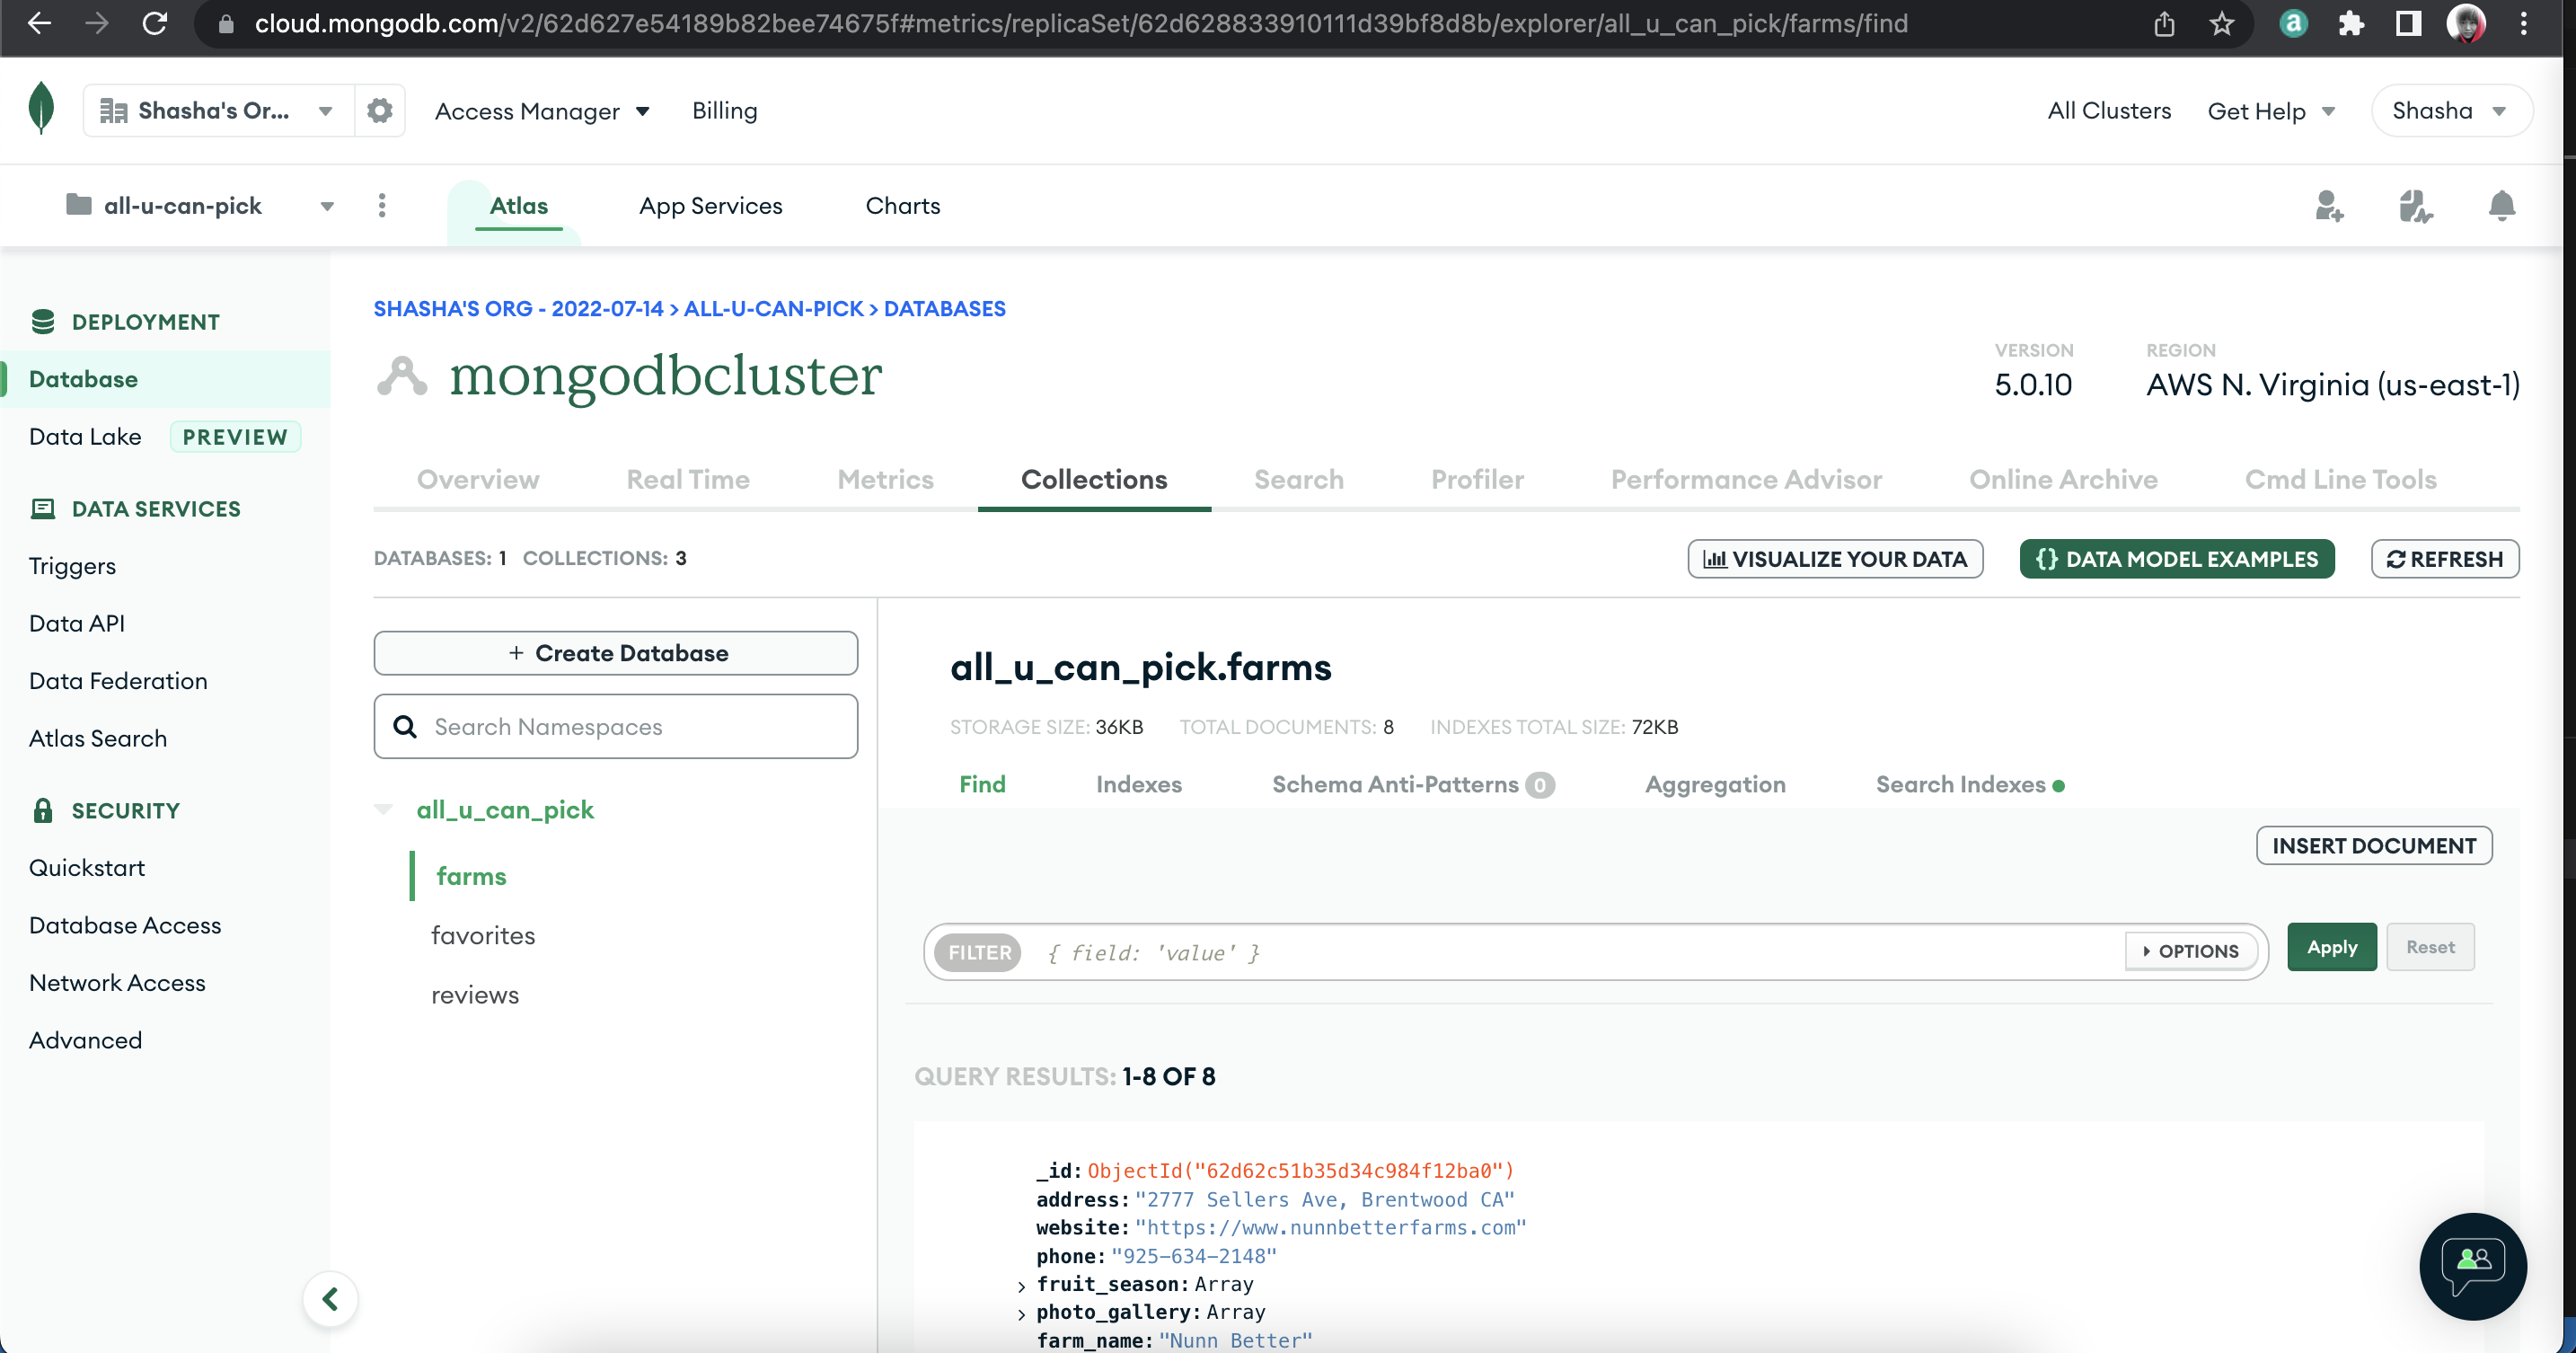 cloud.mongodb.com/v2/62d627e54189b82bee74675f#metrics/replicaSet/62d628833910111d39bf8d8b/explorer/all_u_can_pick/farms/find
a
Shasha's Or...
Access Manager
Billing
All Clusters
Get Help
Shasha
all-u-can-pick
Atlas
App Services
Charts
DEPLOYMENT
Database
Data Lake PREVIEW
DATA SERVICES
Triggers
Data API
Data Federation
Atlas Search
SECURITY
Quickstart
Database Access
Network Access
Advanced
SHASHA'S ORG - 2022-07-14 > ALL-U-CAN-PICK > DATABASES
mongodbcluster
VERSION
5.0.10
REGION
AWS N. Virginia (us-east-1)
Overview
Real Time
Metrics
Collections
Search
Profiler
Performance Advisor
Online Archive
Cmd Line Tools
DATABASES: 1 COLLECTIONS: 3
VISUALIZE YOUR DATA
{} DATA MODEL EXAMPLES
REFRESH
+ Create Database
Search Namespaces
all_u_can_pick
farms
favorites
reviews
all_u_can_pick.farms
STORAGE SIZE: 36KB TOTAL DOCUMENTS: 8 INDEXES TOTAL SIZE: 72KB
Find
Indexes
Schema Anti-Patterns 0
Aggregation
Search Indexes
INSERT DOCUMENT
FILTER { field: 'value' }
OPTIONS
Apply
Reset
QUERY RESULTS: 1-8 OF 8
_id: ObjectId("62d62c51b35d34c984f12ba0")
address: "2777 Sellers Ave, Brentwood CA"
website: "https://www.nunnbetterfarms.com"
phone: "925-634-2148"
fruit_season: Array
photo_gallery: Array
farm_name: "Nunn Better"